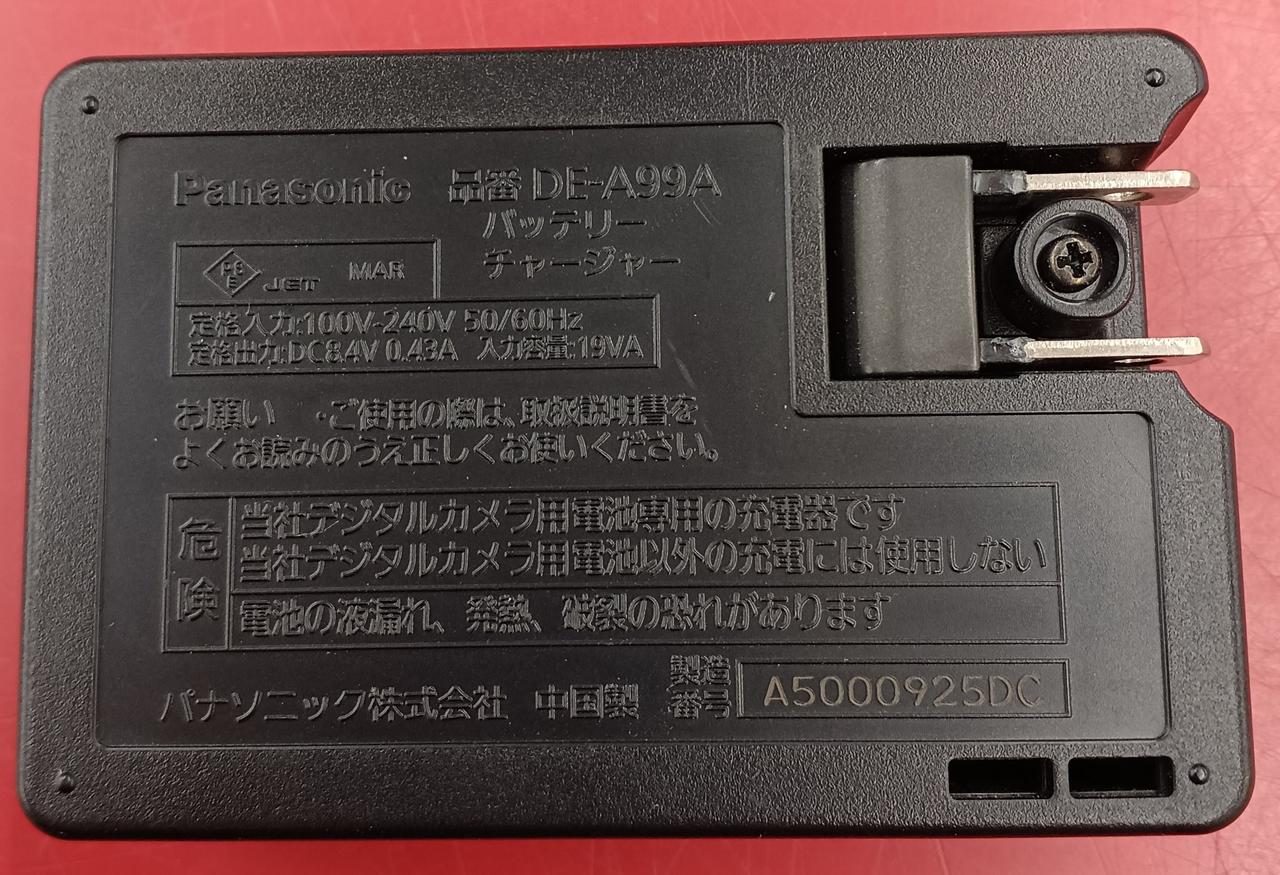 Panasonic 品番 DE-A99A
バッテリー
チャージャー
PS E JET MAR
定格入力:100V-240V 50/60Hz
定格出力:DC8.4V 0.43A 入力容量:19VA
お願い ・ご使用の際は、取扱説明書を
よくお読みのうえ正しくお使いください。
危険
当社デジタルカメラ用電池専用の充電器です
当社デジタルカメラ用電池以外の充電には使用しない
電池の液漏れ、発熱、破裂の恐れがあります
パナソニック株式会社 中国製 製造番号 A5000925DC